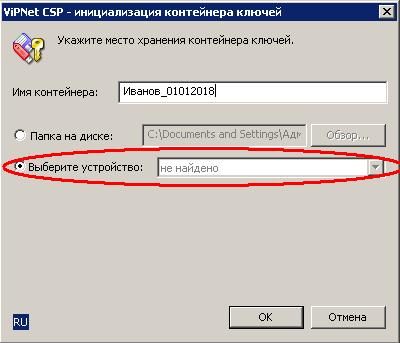 ViPNet CSP - инициализация контейнера ключей
Укажите место хранения контейнера ключей.
Имя контейнера: Иванов_01012018
Папка на диске: C:\Documents and Settings\Адм Обзор...
Выберите устройство: не найдено
OK Отмена
RU